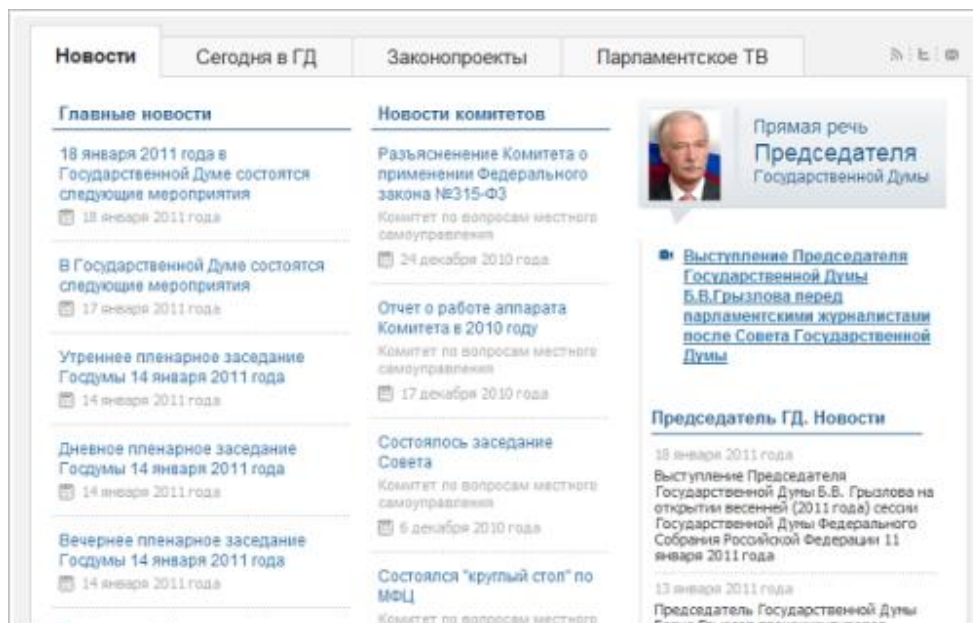 Новости
Сегодня в ГД
Законопроекты
Парламентское ТВ
Главные новости
18 января 2011 года в
Государственной Думе состоятся
следующие мероприятия
18 января 2011 года
В Государственной Думе состоятся
следующие мероприятия
17 января 2011 года
Утреннее пленарное заседание
Госдумы 14 января 2011 года
14 января 2011 года
Дневное пленарное заседание
Госдумы 14 января 2011 года
14 января 2011 года
Вечернее пленарное заседание
Госдумы 14 января 2011 года
14 января 2011 года
Новости комитетов
Разъясненение Комитета о
применении Федерального
закона №315-ФЗ
Комитет по вопросам местного
самоуправления
24 декабря 2010 года
Отчет о работе аппарата
Комитета в 2010 году
Комитет по вопросам местного
самоуправления
17 декабря 2010 года
Состоялось заседание
Совета
Комитет по вопросам местного
самоуправления
6 декабря 2010 года
Состоялся "круглый стол" по
МФЦ
Комитет по вопросам местного
Прямая речь
Председателя
Государственной Думы
Выступление Председателя
Государственной Думы
Б.В.Грызлова перед
парламентскими журналистами
после Совета Государственной
Думы
Председатель ГД. Новости
18 января 2011 года
Выступление Председателя
Государственной Думы Б.В. Грызлова на
открытии весенней (2011 года) сессии
Государственной Думы Федерального
Собрания Российской Федерации 11
января 2011 года
13 января 2011 года
Председатель Государственной Думы